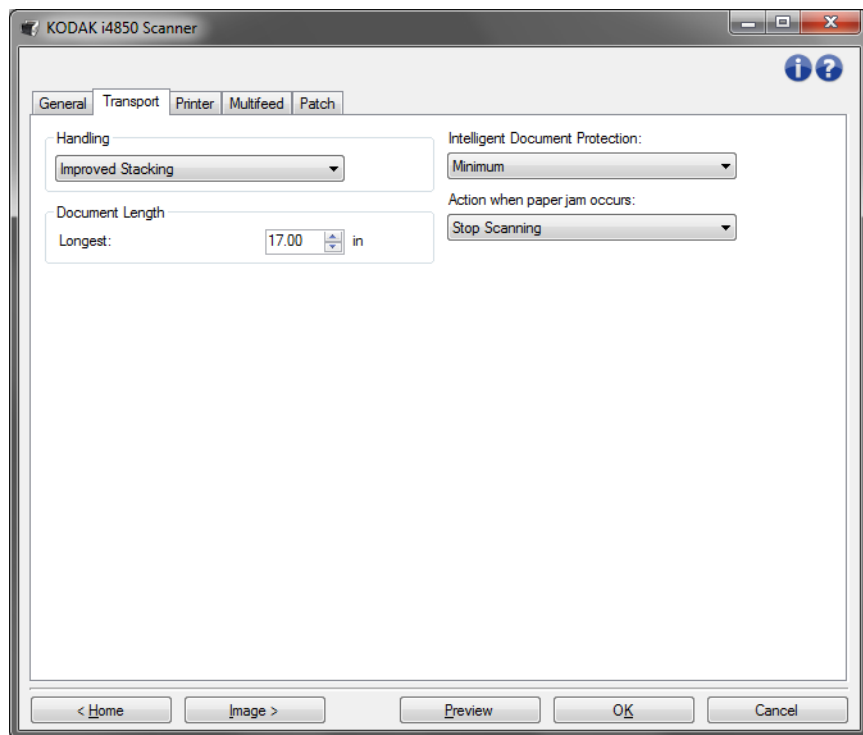 KODAK i4850 Scanner
General Transport Printer Multifeed Patch
Handling
Improved Stacking
Document Length
Longest: 17.00 in
Intelligent Document Protection:
Minimum
Action when paper jam occurs:
Stop Scanning
< Home Image > Preview OK Cancel